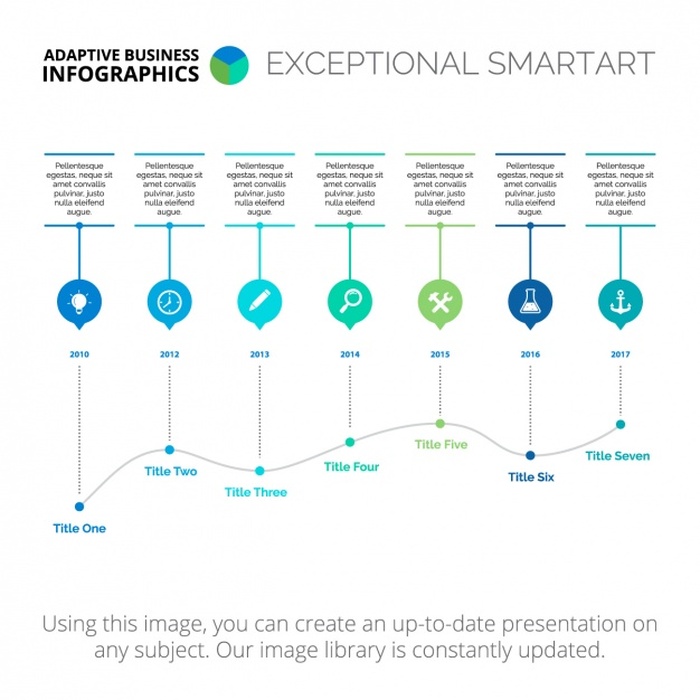 ADAPTIVE BUSINESS
INFOGRAPHICS
EXCEPTIONAL SMARTART
Pellentesque
egestas, neque sit
amet convallis
pulvinar, justo
nulla eleifend
augue.
Pellentesque
egestas, neque sit
amet convallis
pulvinar, justo
nulla eleifend
augue.
Pellentesque
egestas, neque sit
amet convallis
pulvinar, justo
nulla eleifend
augue.
Pellentesque
egestas, neque sit
amet convallis
pulvinar, justo
nulla eleifend
augue.
Pellentesque
egestas, neque sit
amet convallis
pulvinar, justo
nulla eleifend
augue.
Pellentesque
egestas, neque sit
amet convallis
pulvinar, justo
nulla eleifend
augue.
Pellentesque
egestas, neque sit
amet convallis
pulvinar, justo
nulla eleifend
augue.
2010
2012
2013
2014
2015
2016
2017
Title One
Title Two
Title Three
Title Four
Title Five
Title Six
Title Seven
Using this image, you can create an up-to-date presentation on
any subject. Our image library is constantly updated.